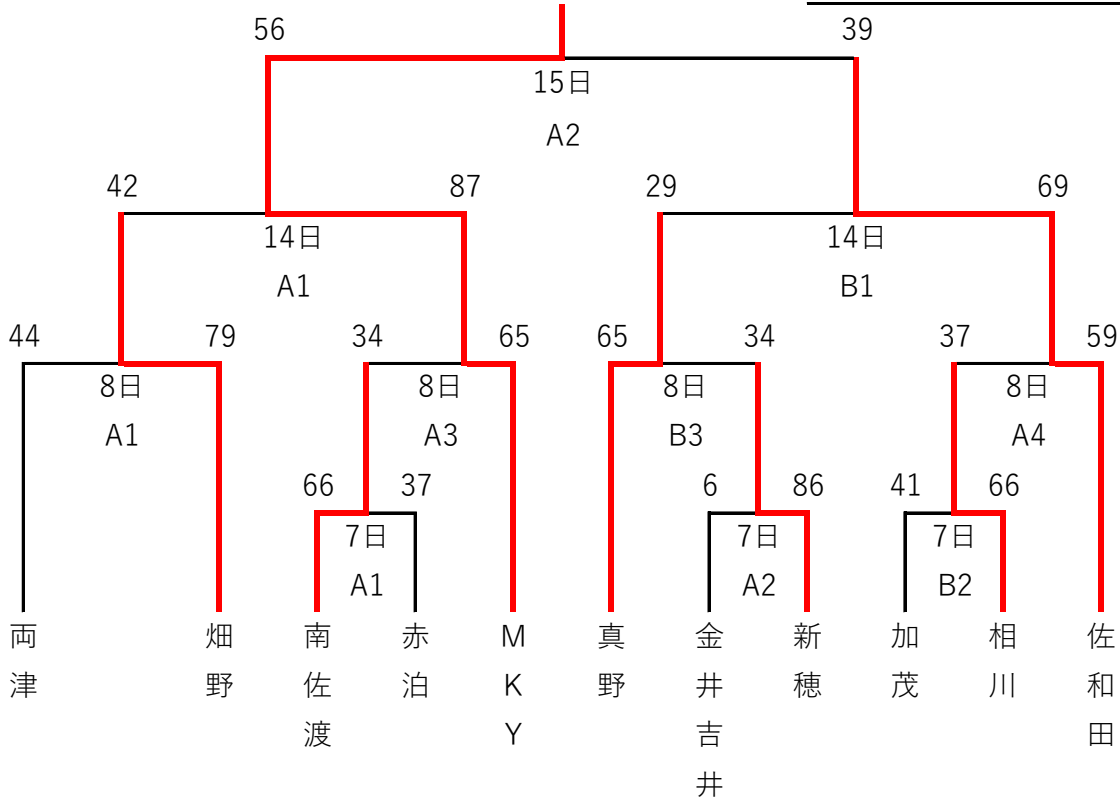 56 39
15日
A2
42 87 29 69
14日 14日
A1 B1
44 79 34 65 65 34 37 59
8日 8日 8日 8日
A1 A3 B3 A4
66 37 6 86 41 66
7日 7日 7日
A1 A2 B2
両津
畑野
南佐渡
赤泊
MKY
真野
金井吉井
新穂
加茂
相川
佐和田